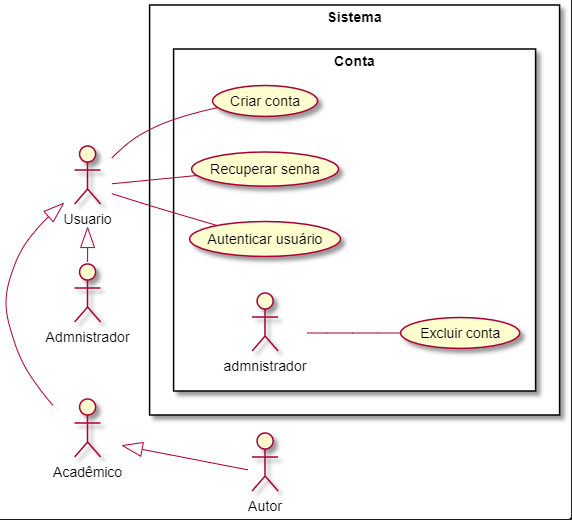 Sistema
Conta
Criar conta
Recuperar senha
Usuario
Autenticar usuário
Admnistrador
Excluir conta
admnistrador
Acadêmico
Autor